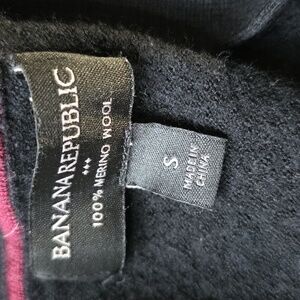 BANANA REPUBLIC
♦♦♦
100% MERINO WOOL
S
MADE IN
CHINA